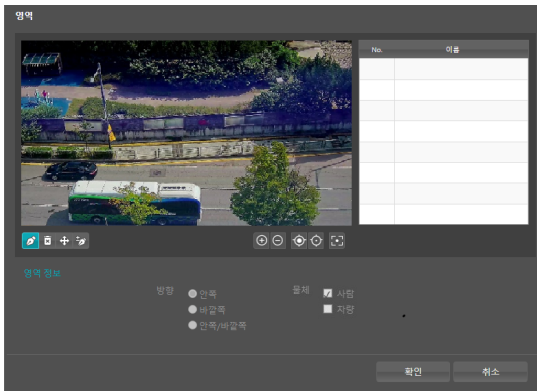 영역
No. 이름
영역 정보
방향 안쪽 물체 사람
바깥쪽 차량
안쪽/바깥쪽
확인 취소